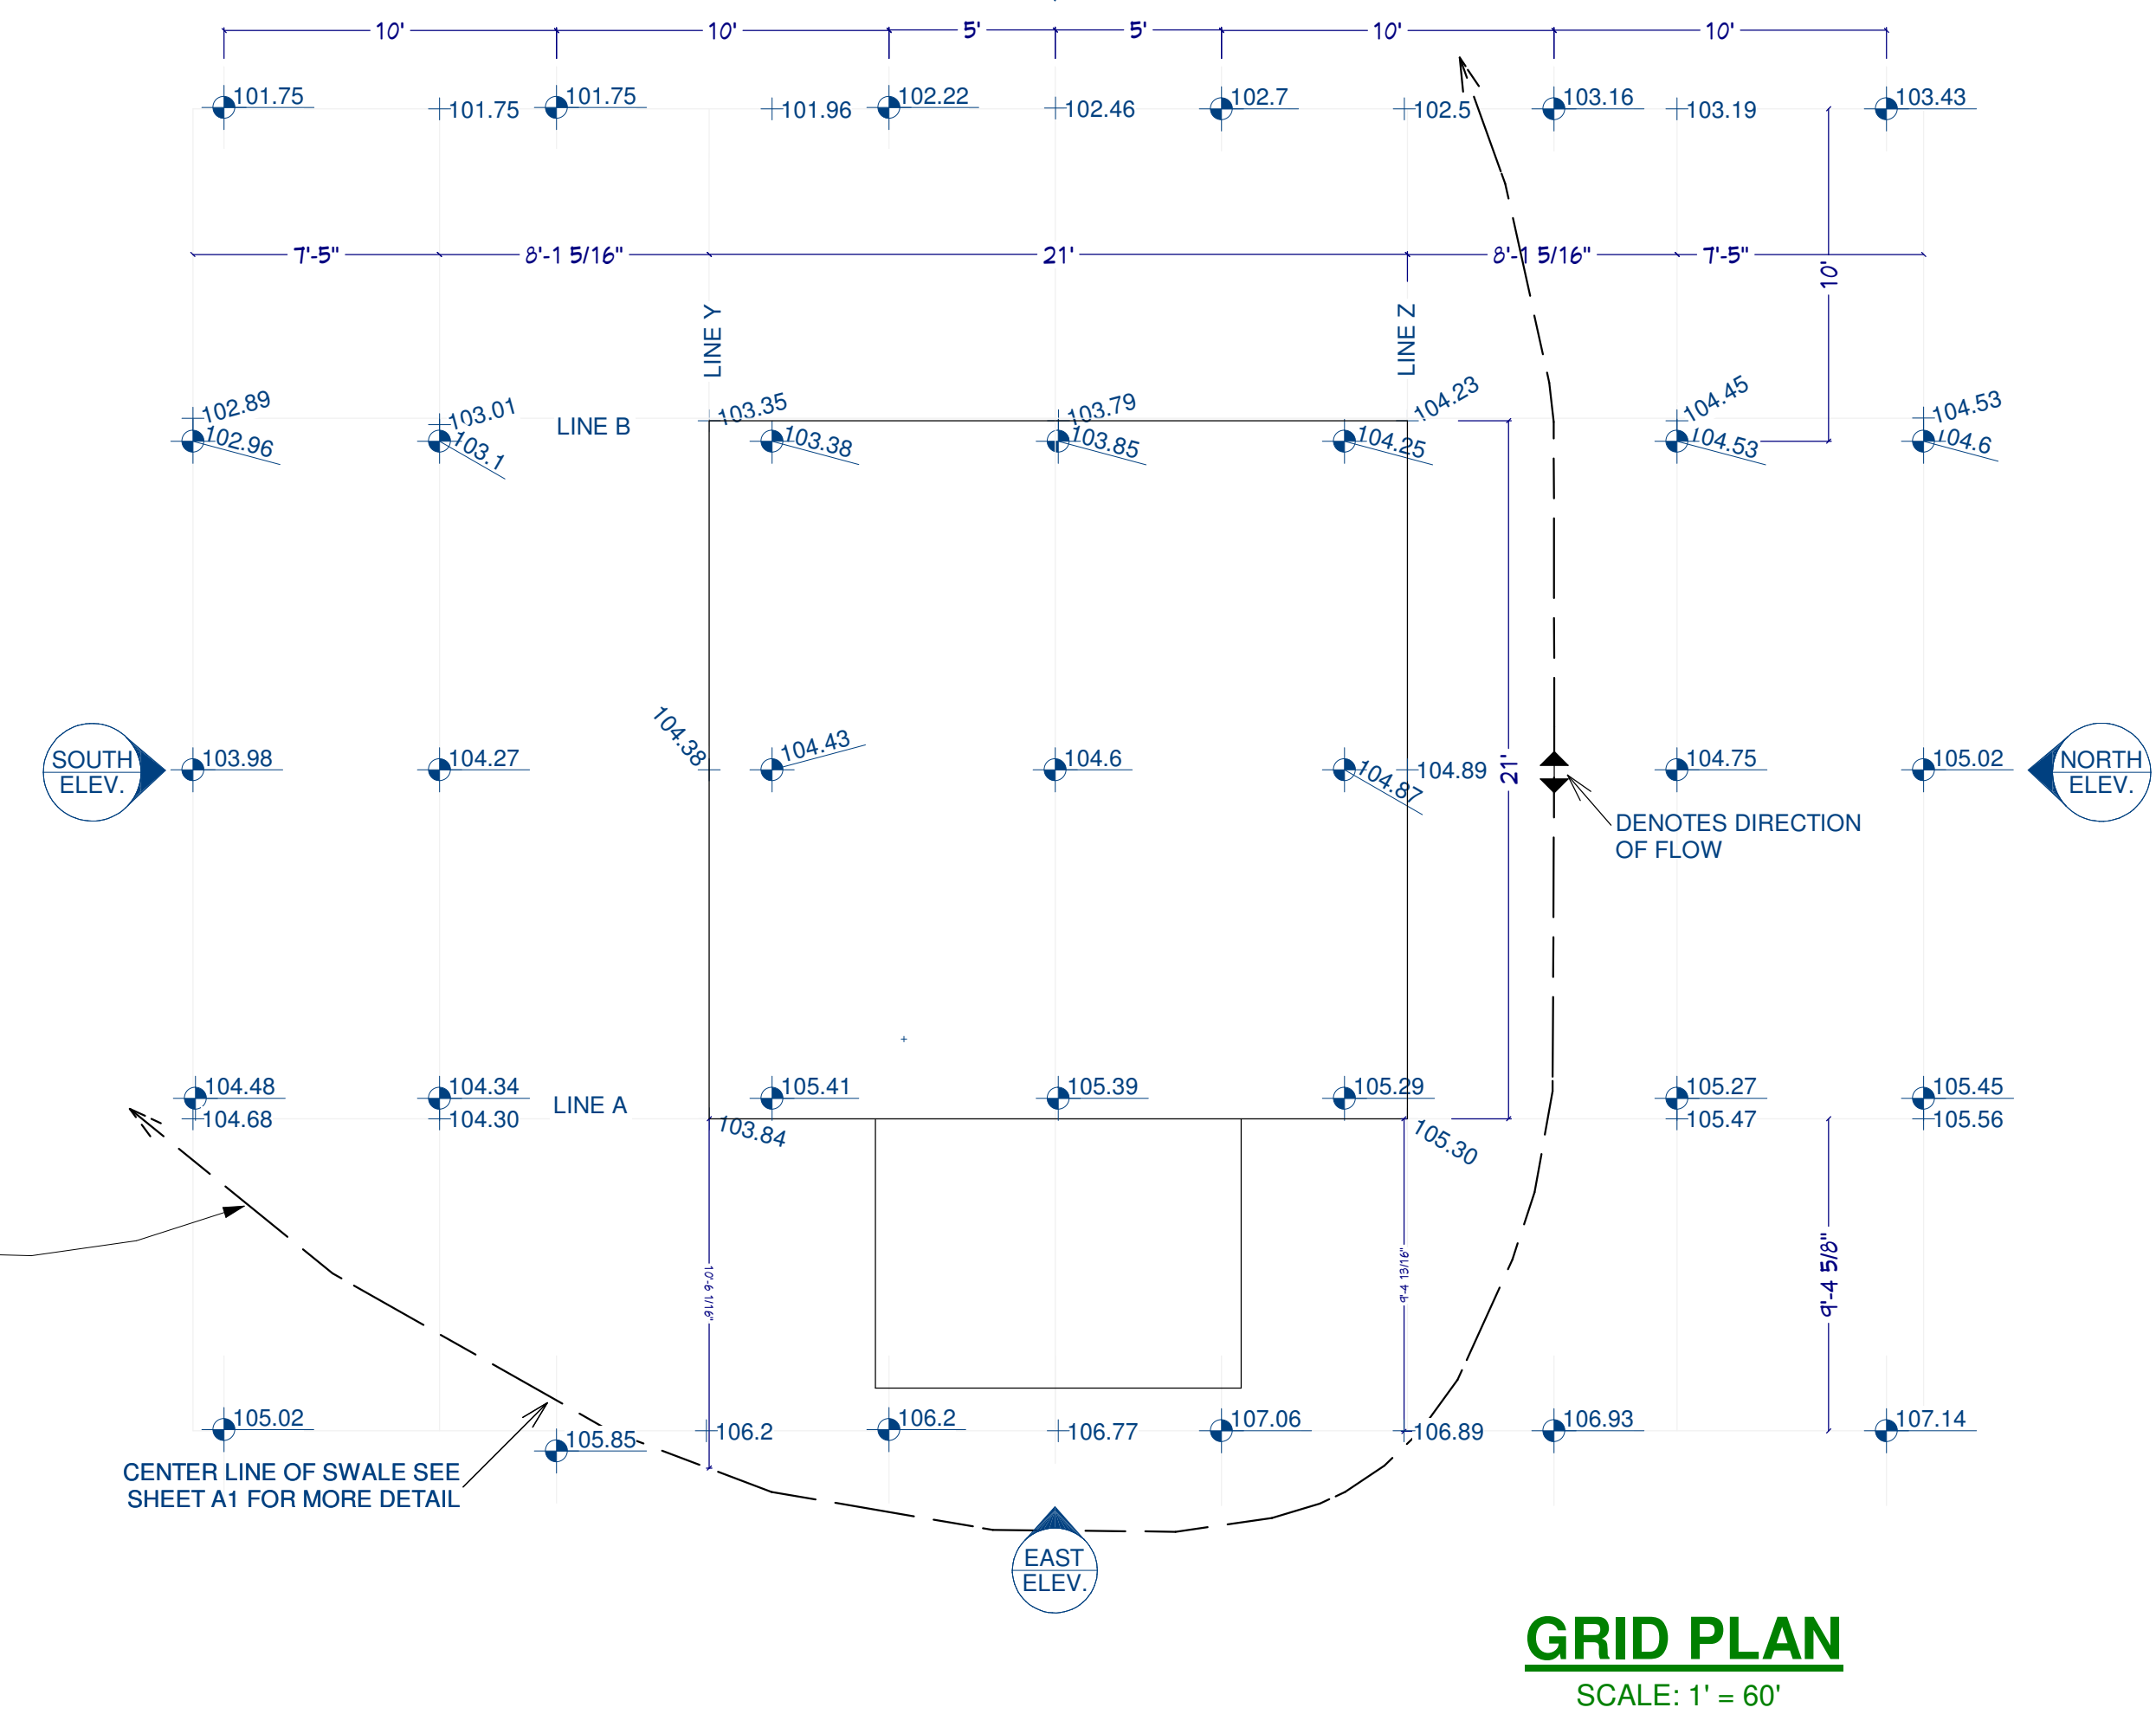 10' 10' 5' 5' 10' 10'
101.75 101.75 101.75 101.96 102.22 102.46 102.7 102.5 103.16 103.19 103.43
7'-5" 8'-1 5/16" 21' 8'-1 5/16" 7'-5"
10'
LINE Y LINE Z
102.89 103.01 LINE B 103.35 103.79 104.23 104.45 104.53
102.96 103.1 103.38 103.85 104.25 104.53 104.6
SOUTH
ELEV.
103.98 104.27 104.38 104.43 104.6 104.87 104.89 21' 104.75 105.02
NORTH
ELEV.
DENOTES DIRECTION
OF FLOW
104.48 104.34 LINE A 105.41 105.39 105.29 105.27 105.45
104.68 104.30 103.84 105.30 105.47 105.56
10'-6 1/16" 9'-4 13/16" 9'-4 5/8"
105.02 105.85 106.2 106.2 106.77 107.06 106.89 106.93 107.14
CENTER LINE OF SWALE SEE
SHEET A1 FOR MORE DETAIL
EAST
ELEV.
GRID PLAN
SCALE: 1' = 60'